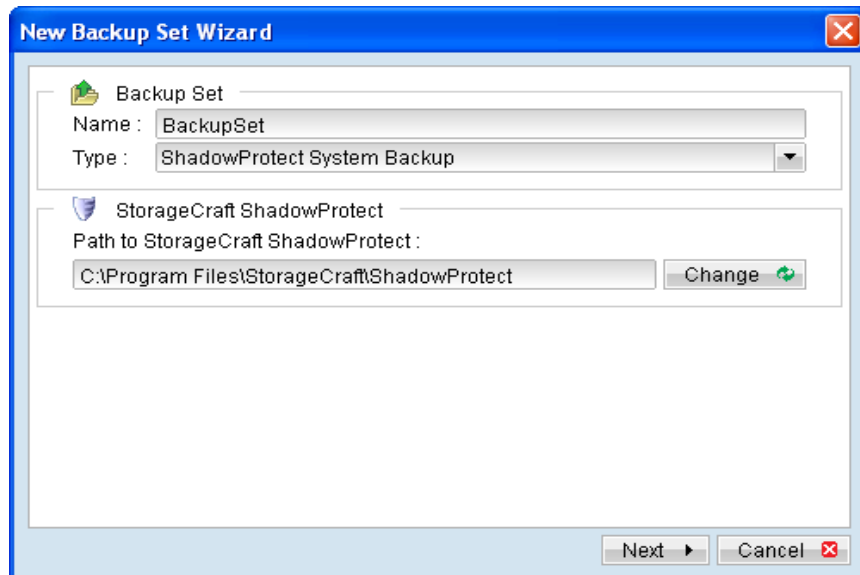 New Backup Set Wizard
Backup Set
Name : BackupSet
Type : ShadowProtect System Backup
StorageCraft ShadowProtect
Path to StorageCraft ShadowProtect :
C:\Program Files\StorageCraft\ShadowProtect Change
Next Cancel